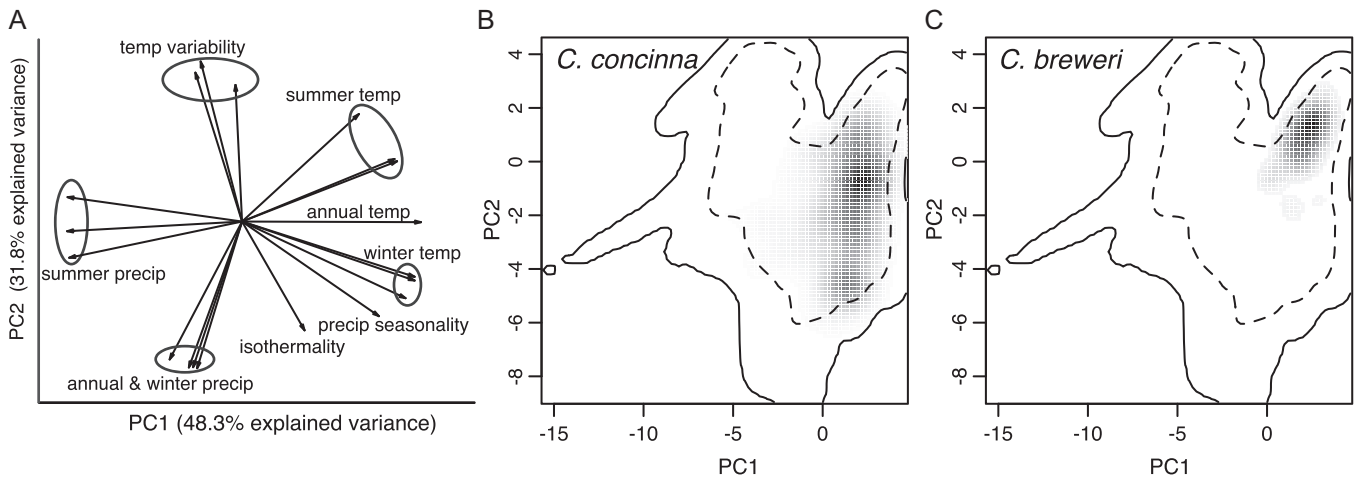 A
temp variability
summer temp
annual temp
winter temp
summer precip
precip seasonality
isothermality
annual & winter precip
PC2 (31.8% explained variance)
PC1 (48.3% explained variance)
B
C. concinna
4
2
0
-2
-4
-6
-8
PC2
-15
-10
-5
0
PC1
C
C. breweri
4
2
0
-2
-4
-6
-8
PC2
-15
-10
-5
0
PC1